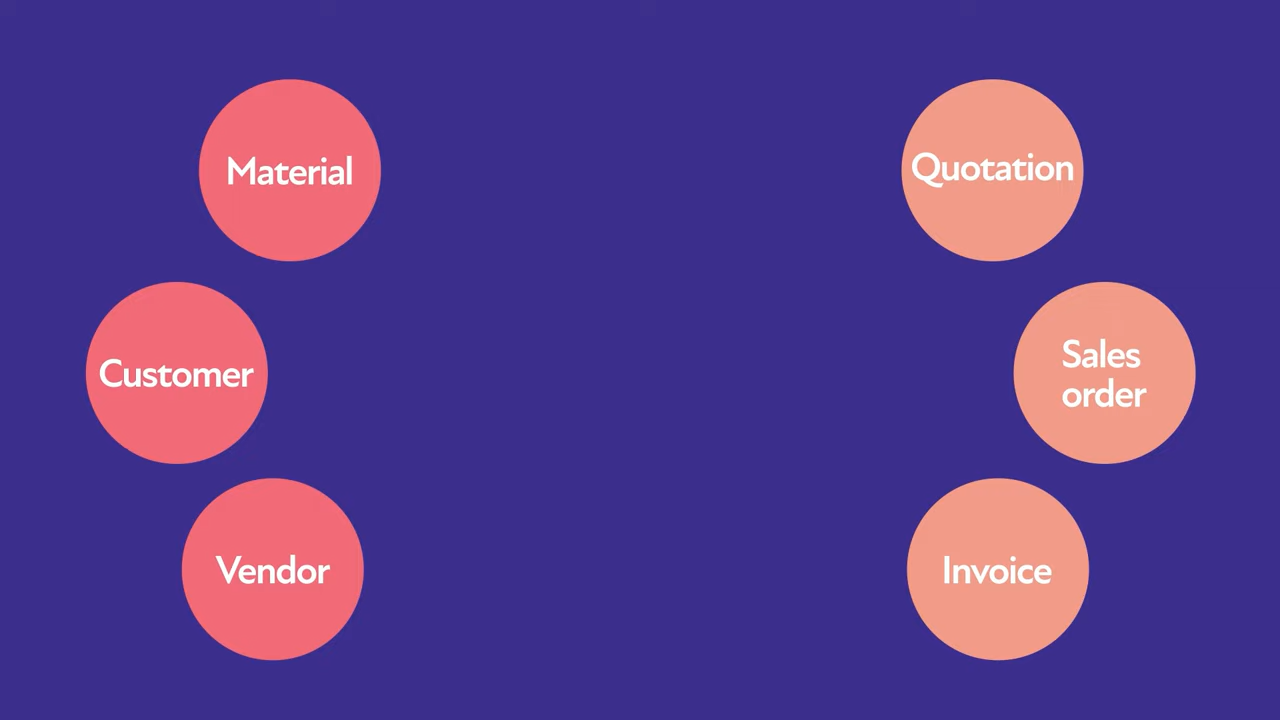 Material
Quotation
Customer
Sales
order
Vendor
Invoice